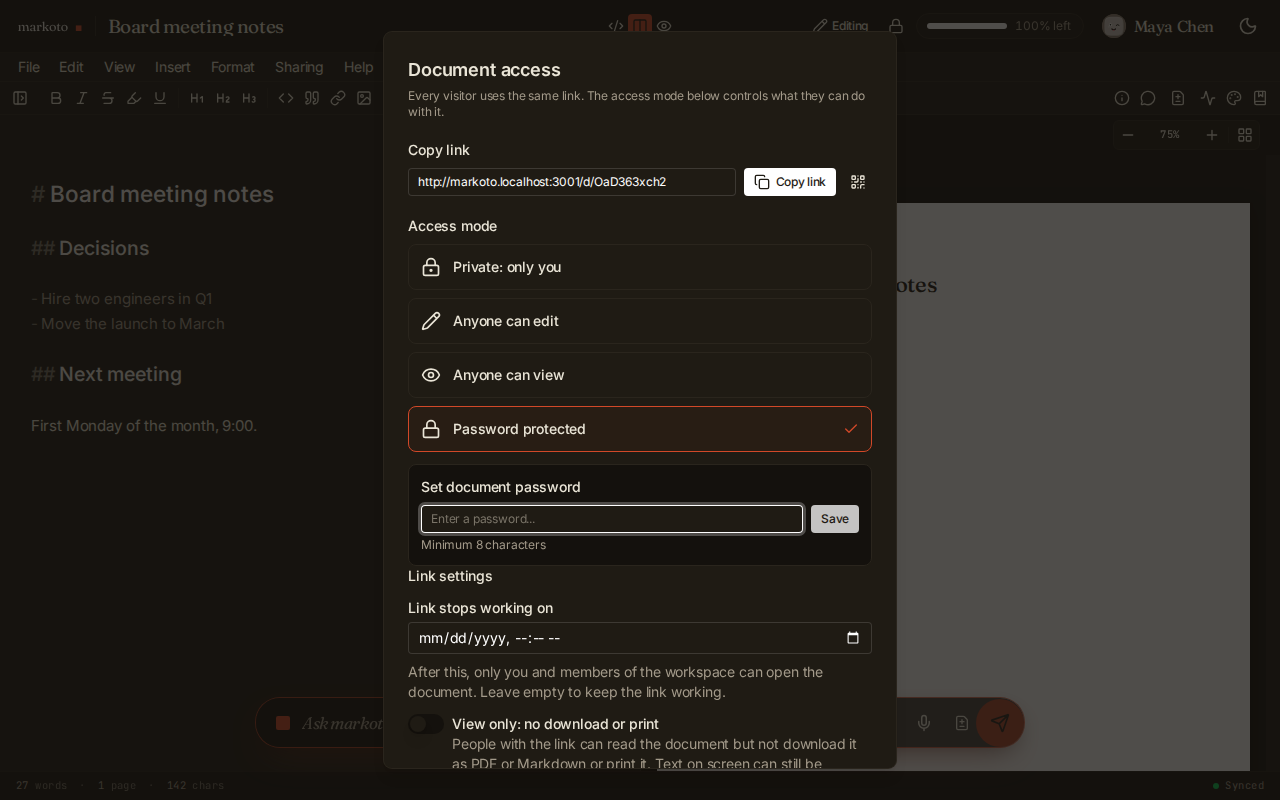 markoto
Board meeting notes
Editing
100% left
Maya Chen
File Edit View Insert Format Sharing Help
H1 H2 H3
75%
# Board meeting notes
## Decisions
- Hire two engineers in Q1
- Move the launch to March
## Next meeting
First Monday of the month, 9:00.
otes
Document access
Every visitor uses the same link. The access mode below controls what they can do
with it.
Copy link
http://markoto.localhost:3001/d/OaD363xch2
Copy link
Access mode
Private: only you
Anyone can edit
Anyone can view
Password protected
Set document password
Enter a password...
Save
Minimum 8 characters
Link settings
Link stops working on
mm/dd/yyyy, --:-- --
After this, only you and members of the workspace can open the
document. Leave empty to keep the link working.
View only: no download or print
People with the link can read the document but not download it
as PDF or Markdown or print it. Text on screen can still be
Ask markot
27 words · 1 page · 142 chars
Synced